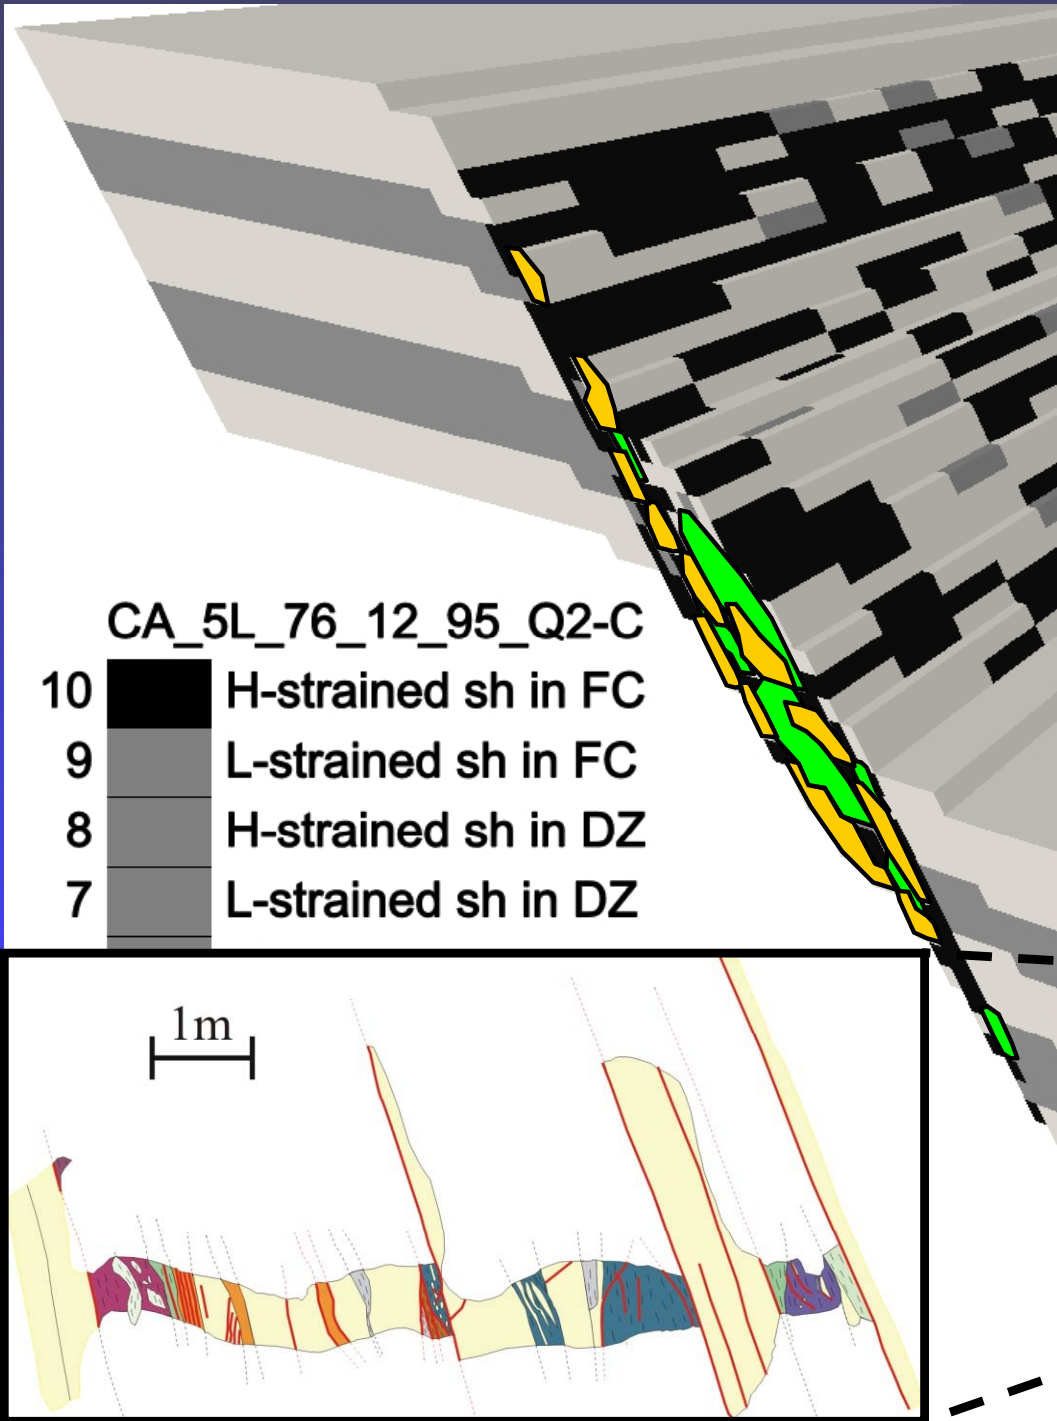 CA_5L_76_12_95_Q2-C
10 H-strained sh in FC
9 L-strained sh in FC
8 H-strained sh in DZ
7 L-strained sh in DZ
1m